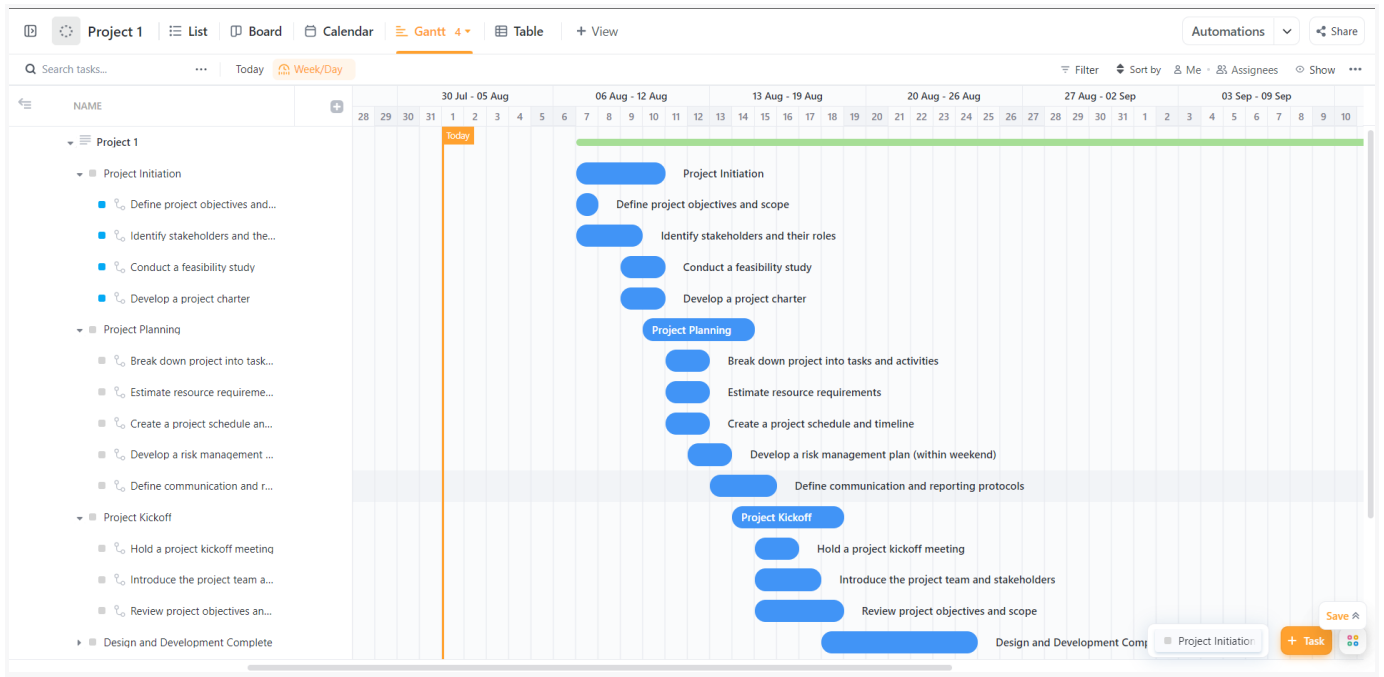 Project 1 List Board Calendar Gantt 4 Table + View Automations Share
Search tasks... ... Today Week/Day Filter Sort by Me Assignees Show ...
NAME
30 Jul - 05 Aug 06 Aug - 12 Aug 13 Aug - 19 Aug 20 Aug - 26 Aug 27 Aug - 02 Sep 03 Sep - 09 Sep
28 29 30 31 1 2 3 4 5 6 7 8 9 10 11 12 13 14 15 16 17 18 19 20 21 22 23 24 25 26 27 28 29 30 31 1 2 3 4 5 6 7 8 9 10
Today
Project 1
Project Initiation Project Initiation
Define project objectives and... Define project objectives and scope
Identify stakeholders and the... Identify stakeholders and their roles
Conduct a feasibility study Conduct a feasibility study
Develop a project charter Develop a project charter
Project Planning Project Planning
Break down project into task... Break down project into tasks and activities
Estimate resource requireme... Estimate resource requirements
Create a project schedule an... Create a project schedule and timeline
Develop a risk management ... Develop a risk management plan (within weekend)
Define communication and r... Define communication and reporting protocols
Project Kickoff Project Kickoff
Hold a project kickoff meeting Hold a project kickoff meeting
Introduce the project team a... Introduce the project team and stakeholders
Review project objectives an... Review project objectives and scope
Save
Design and Development Complete Design and Development Comp Project Initiation + Task